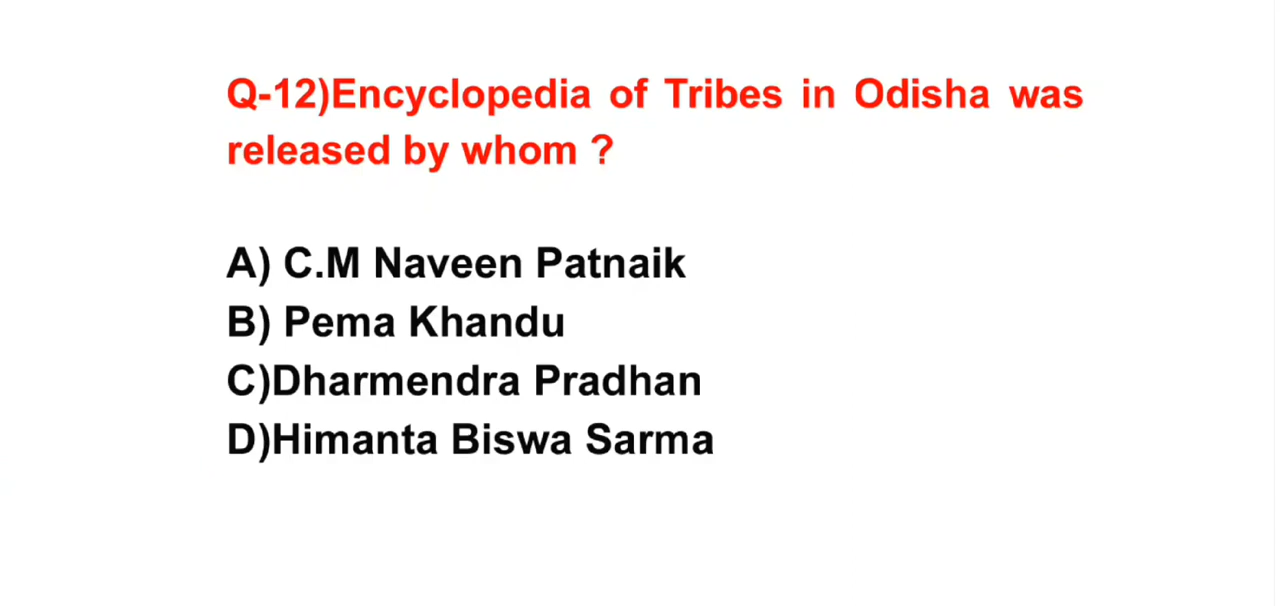 Q-12)Encyclopedia of Tribes in Odisha was
released by whom ?
A) C.M Naveen Patnaik
B) Pema Khandu
C)Dharmendra Pradhan
D)Himanta Biswa Sarma